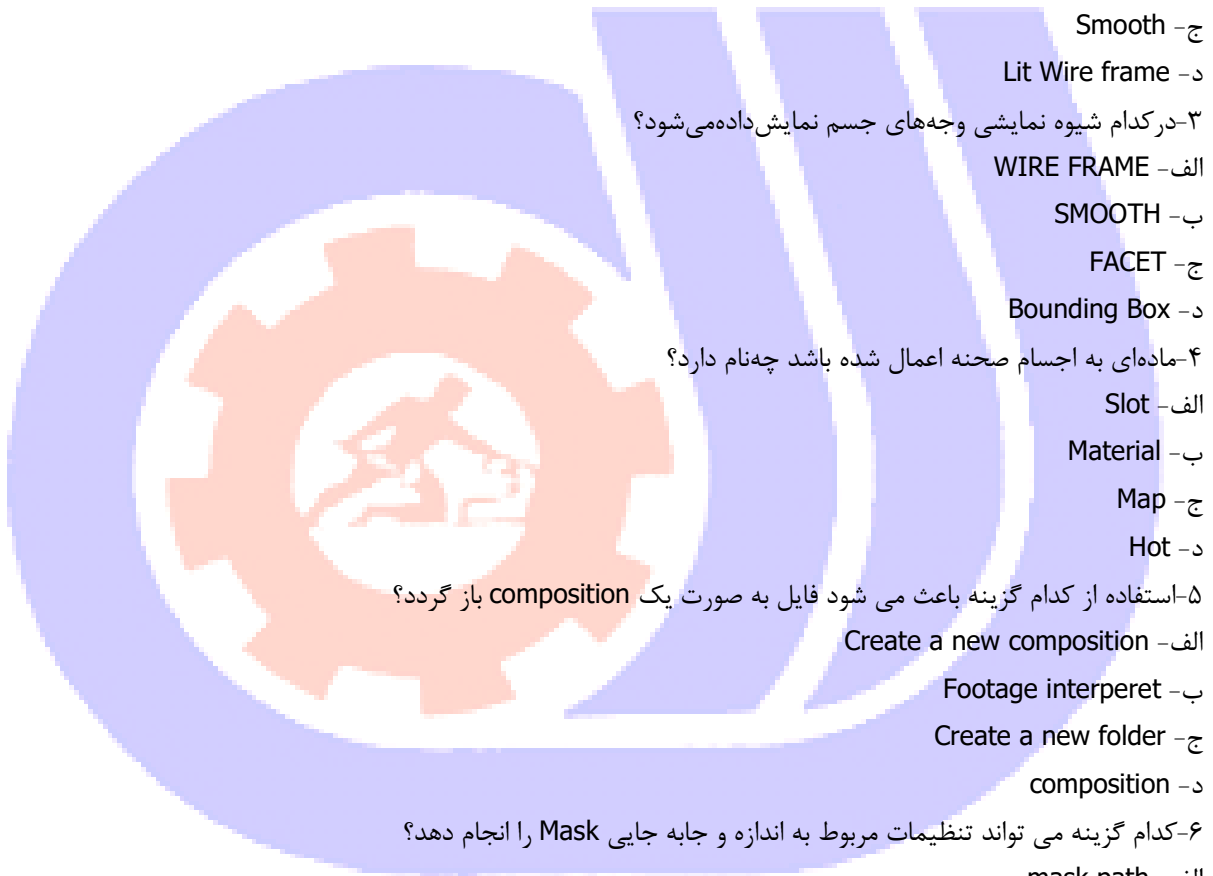 ج- Smooth
د- Lit Wire frame
۳-درکدام شیوه نمایشی وجه‌های جسم نمایش‌داده‌می‌شود؟
الف- WIRE FRAME
ب- SMOOTH
ج- FACET
د- Bounding Box
۴-ماده‌ای به اجسام صحنه اعمال شده باشد چه‌نام دارد؟
الف- Slot
ب- Material
ج- Map
د- Hot
۵-استفاده از کدام گزینه باعث می شود فایل به صورت یک composition باز گردد؟
الف- Create a new composition
ب- Footage interperet
ج- Create a new folder
د- composition
۶-کدام گزینه می تواند تنظیمات مربوط به اندازه و جابه جایی Mask را انجام دهد؟
الف- mask path